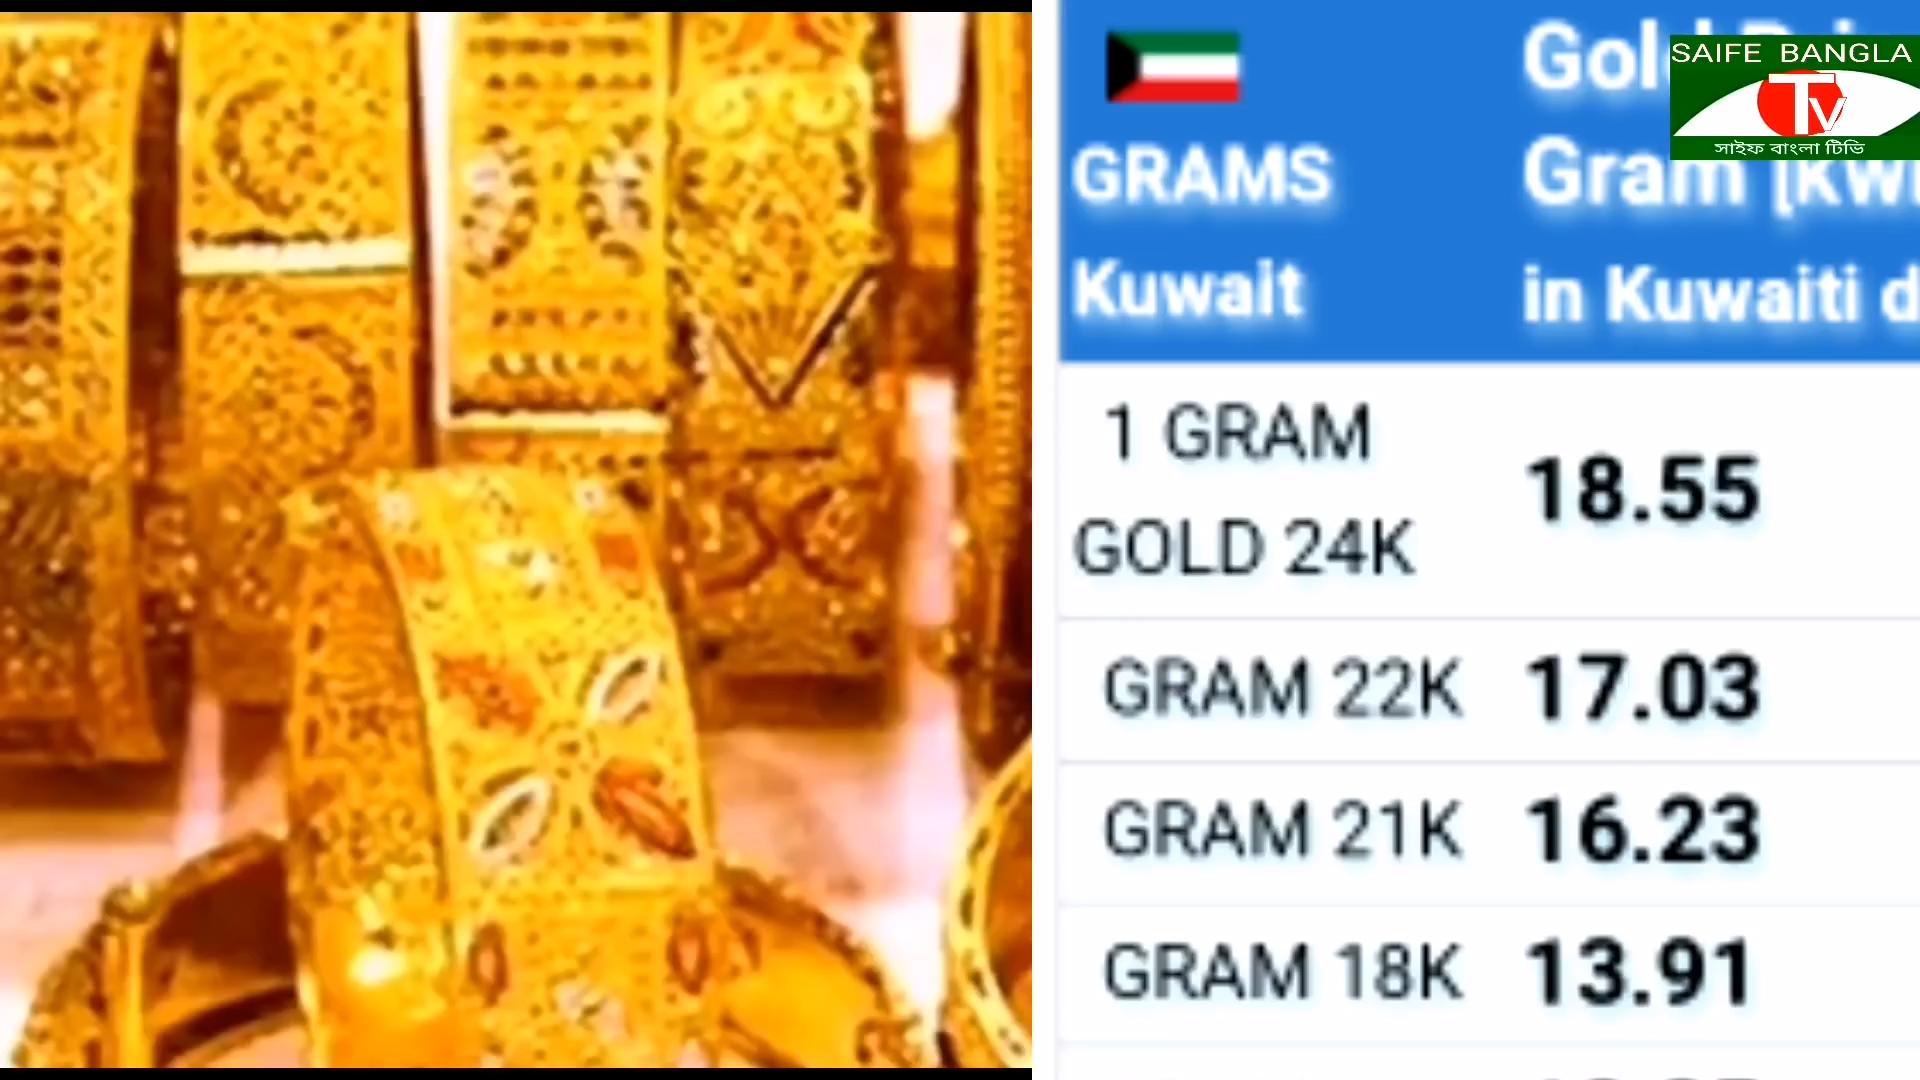 GRAMS
Kuwait
Gram
in Kuwaiti
1 GRAM
GOLD 24K
18.55
GRAM 22K
17.03
GRAM 21K
16.23
GRAM 18K
13.91
SAIFE BANGLA
Tv
সাইফ বাংলা টিভি